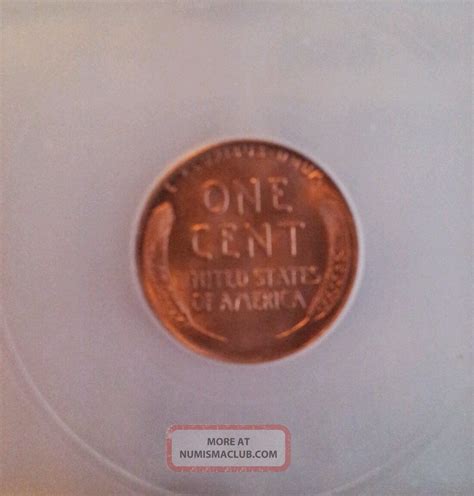 E PLURIBUS UNUM
ONE
CENT
UNITED STATES
OF AMERICA
MORE AT
NUMISMACLUB.COM